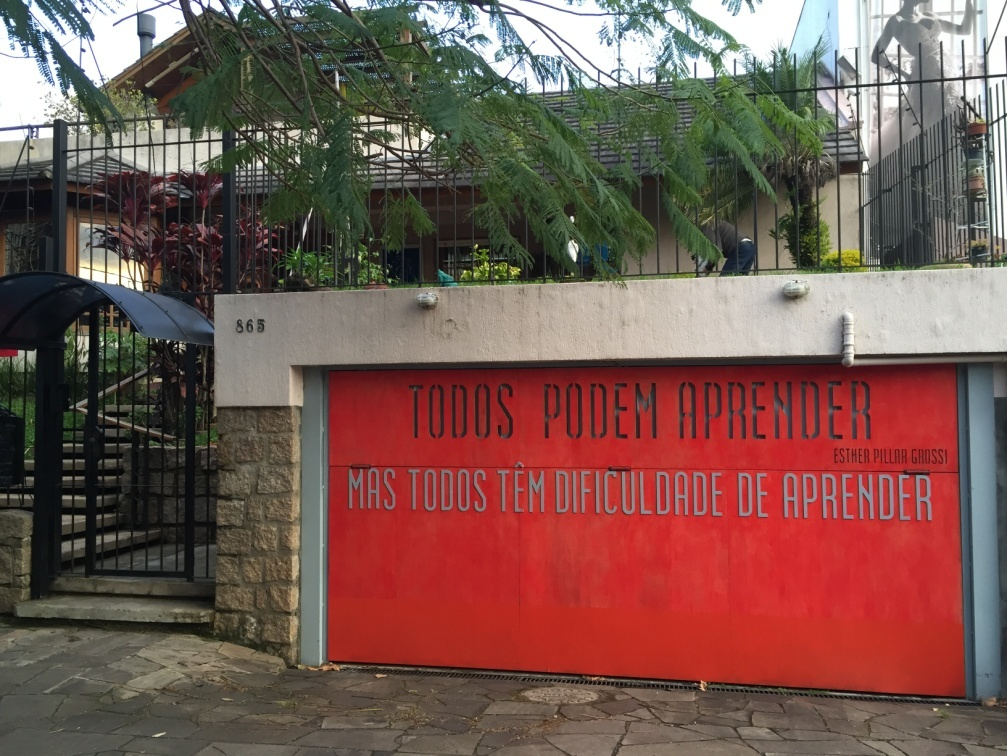 865
TODOS PODEM APRENDER
ESTHER PILLAR GROSSI
MAS TODOS TÊM DIFICULDADE DE APRENDER